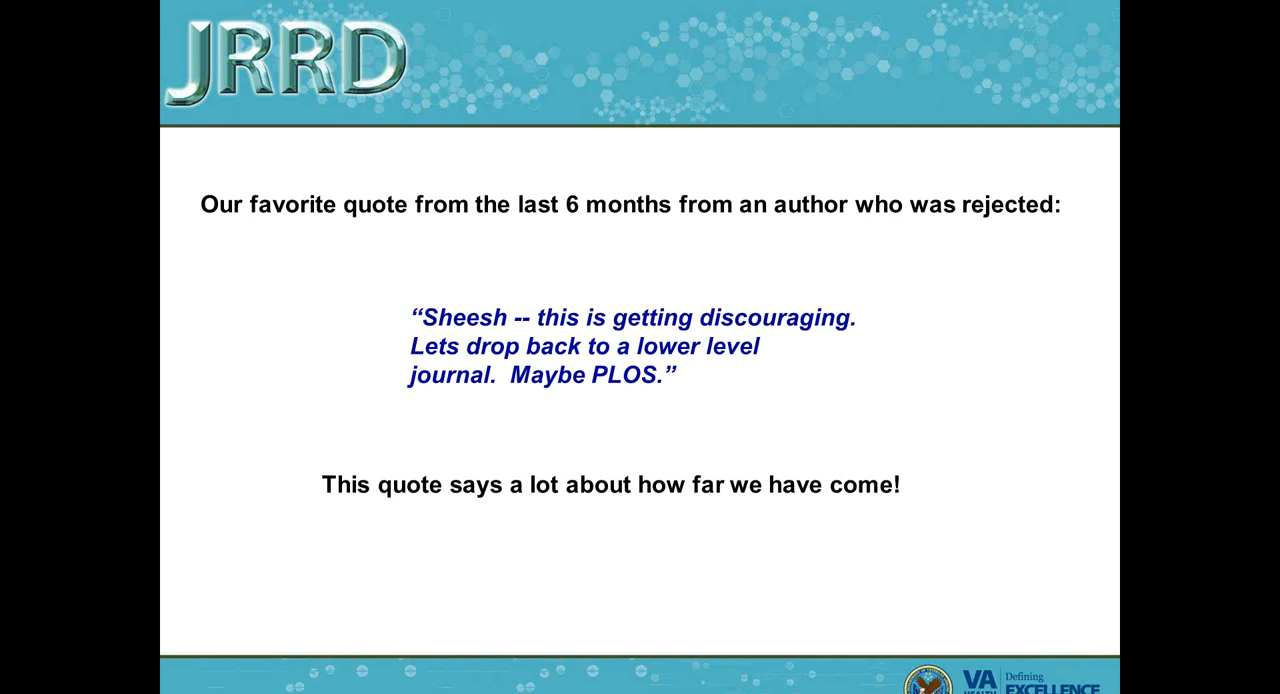 JRRD
Our favorite quote from the last 6 months from an author who was rejected:
“Sheesh -- this is getting discouraging.
Lets drop back to a lower level
journal.  Maybe PLOS.”
This quote says a lot about how far we have come!
VA
HEALTH
Defining
EXCELLENCE